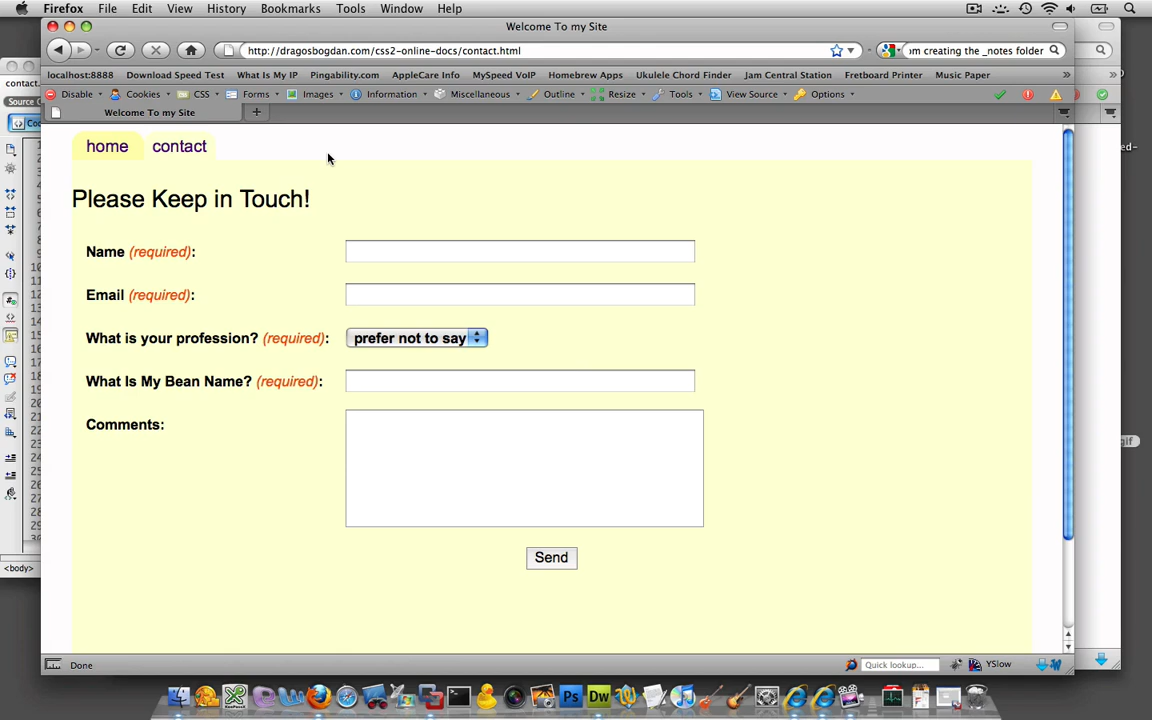 Firefox File Edit View History Bookmarks Tools Window Help
Welcome To my Site
http://dragosbogdan.com/css2-online-docs/contact.html
creating the _notes folder
localhost:8888 Download Speed Test What Is My IP Pingability.com AppleCare Info MySpeed VoIP Homebrew Apps Ukulele Chord Finder Jam Central Station Fretboard Printer Music Paper
Disable Cookies CSS Forms Images Information Miscellaneous Outline Resize Tools View Source Options
Welcome To my Site
home contact
Please Keep in Touch!
Name (required):
Email (required):
What is your profession? (required): prefer not to say
What Is My Bean Name? (required):
Comments:
Send
<body>
Done
Quick lookup...
YSlow
Ps Dw